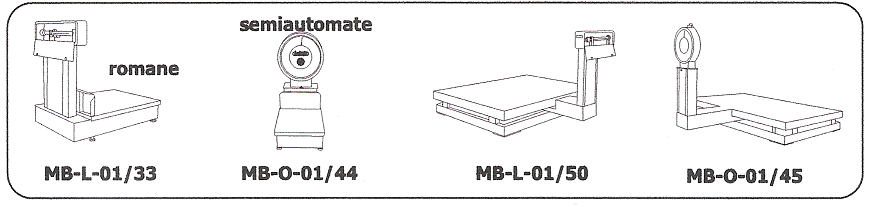 semiautomate
romane
MB-L-01/33
MB-O-01/44
MB-L-01/50
MB-O-01/45